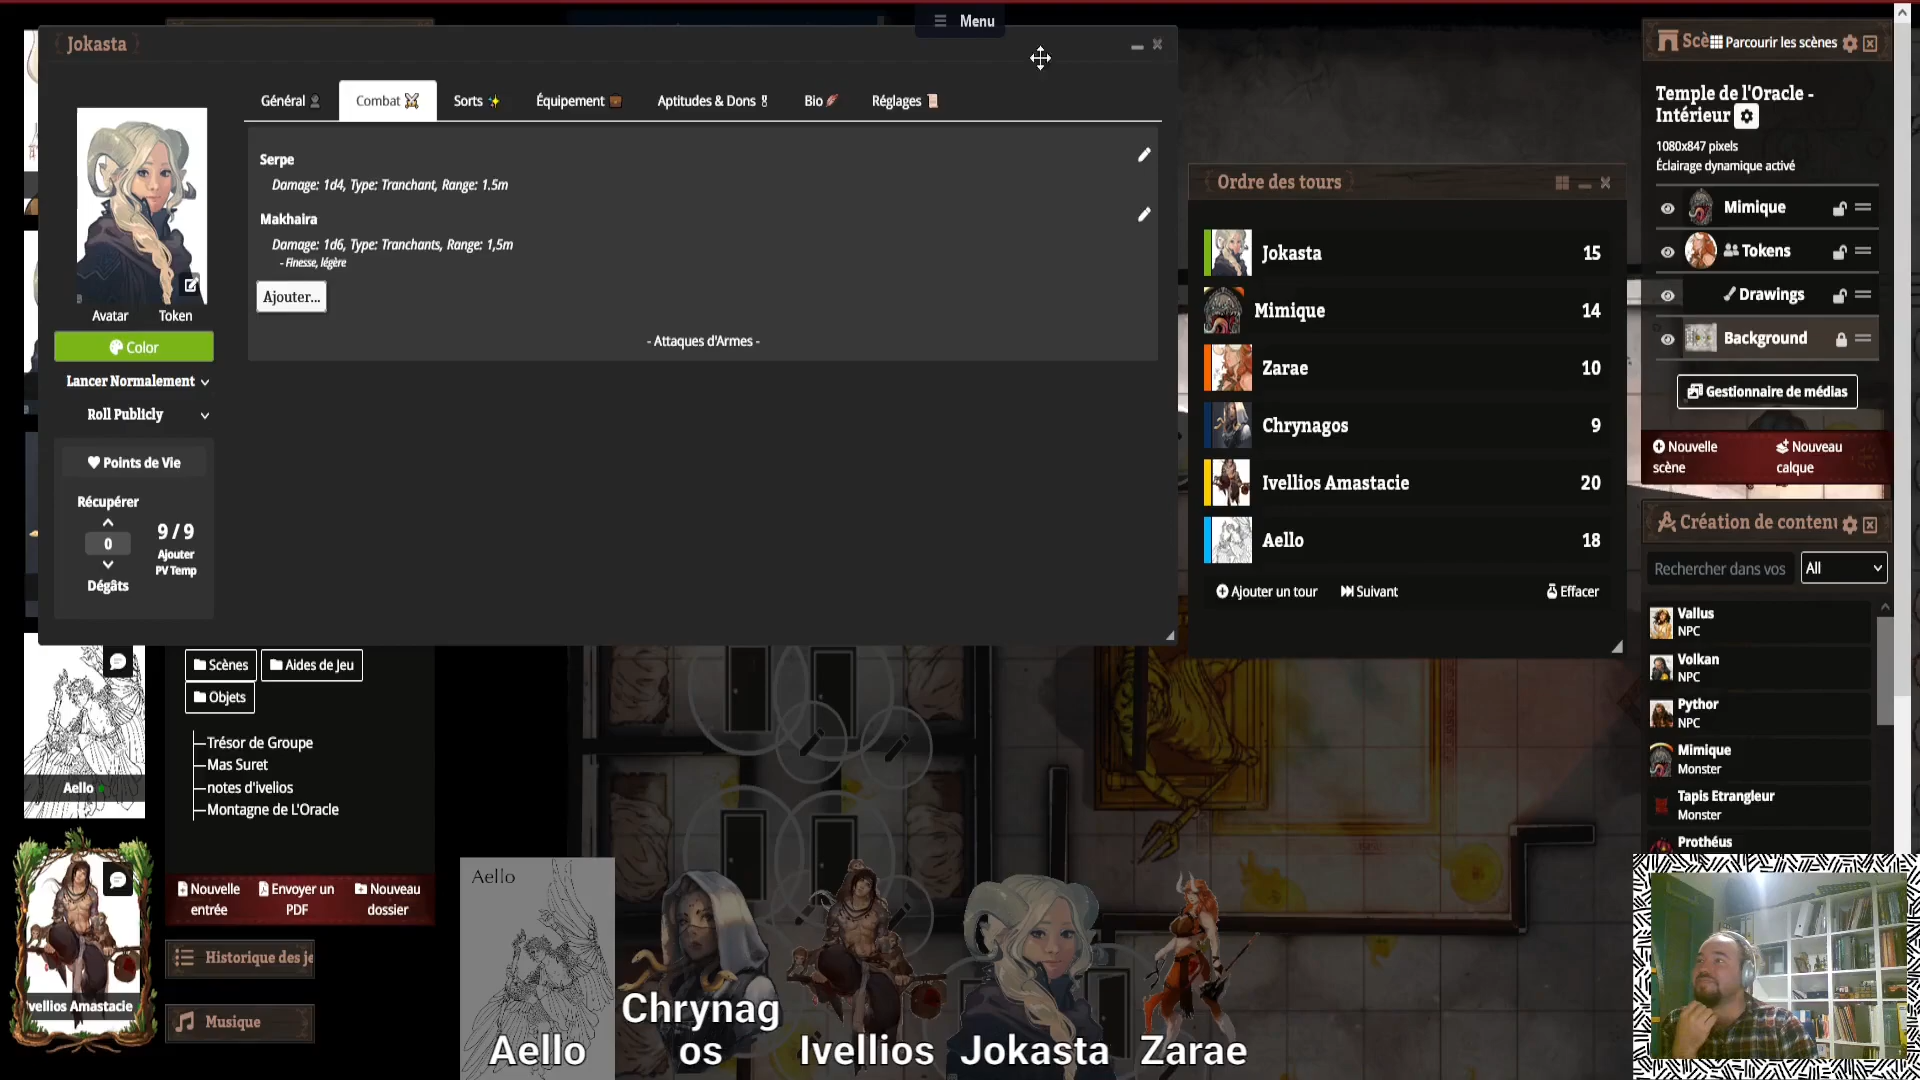 Menu
Jokasta
Général
Combat
Sorts
Équipement
Aptitudes & Dons
Bio
Réglages
Serpe
Damage: 1d4, Type: Tranchant, Range: 1.5m
Makhaira
Damage: 1d6, Type: Tranchants, Range: 1,5m
- Finesse, légère
Ajouter...
- Attaques d'Armes -
Avatar
Token
Color
Lancer Normalement
Roll Publicly
Points de Vie
Récupérer
0
9 / 9
Ajouter
PV Temp
Dégâts
Ordre des tours
Jokasta 15
Mimique 14
Zarae 10
Chrynagos 9
Ivellios Amastacie 20
Aello 18
Ajouter un tour
Suivant
Effacer
Scè
Parcourir les scènes
Temple de l'Oracle -
Intérieur
1080x847 pixels
Éclairage dynamique activé
Mimique
Tokens
Drawings
Background
Gestionnaire de médias
Nouvelle
scène
Nouveau
calque
Création de contenu
Rechercher dans vos
All
Vallus
NPC
Volkan
NPC
Pythor
NPC
Mimique
Monster
Tapis Etrangleur
Monster
Prothéus
Scènes
Aides de Jeu
Objets
Trésor de Groupe
Mas Suret
notes d'ivelios
Montagne de L'Oracle
Nouvelle
entrée
Envoyer un
PDF
Nouveau
dossier
Historique des je
Musique
Aello
vellios Amastacie
Aello
Aello
Chrynag
os
Ivellios
Jokasta
Zarae